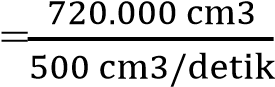 = 720.000 cm3
500 cm3/detik